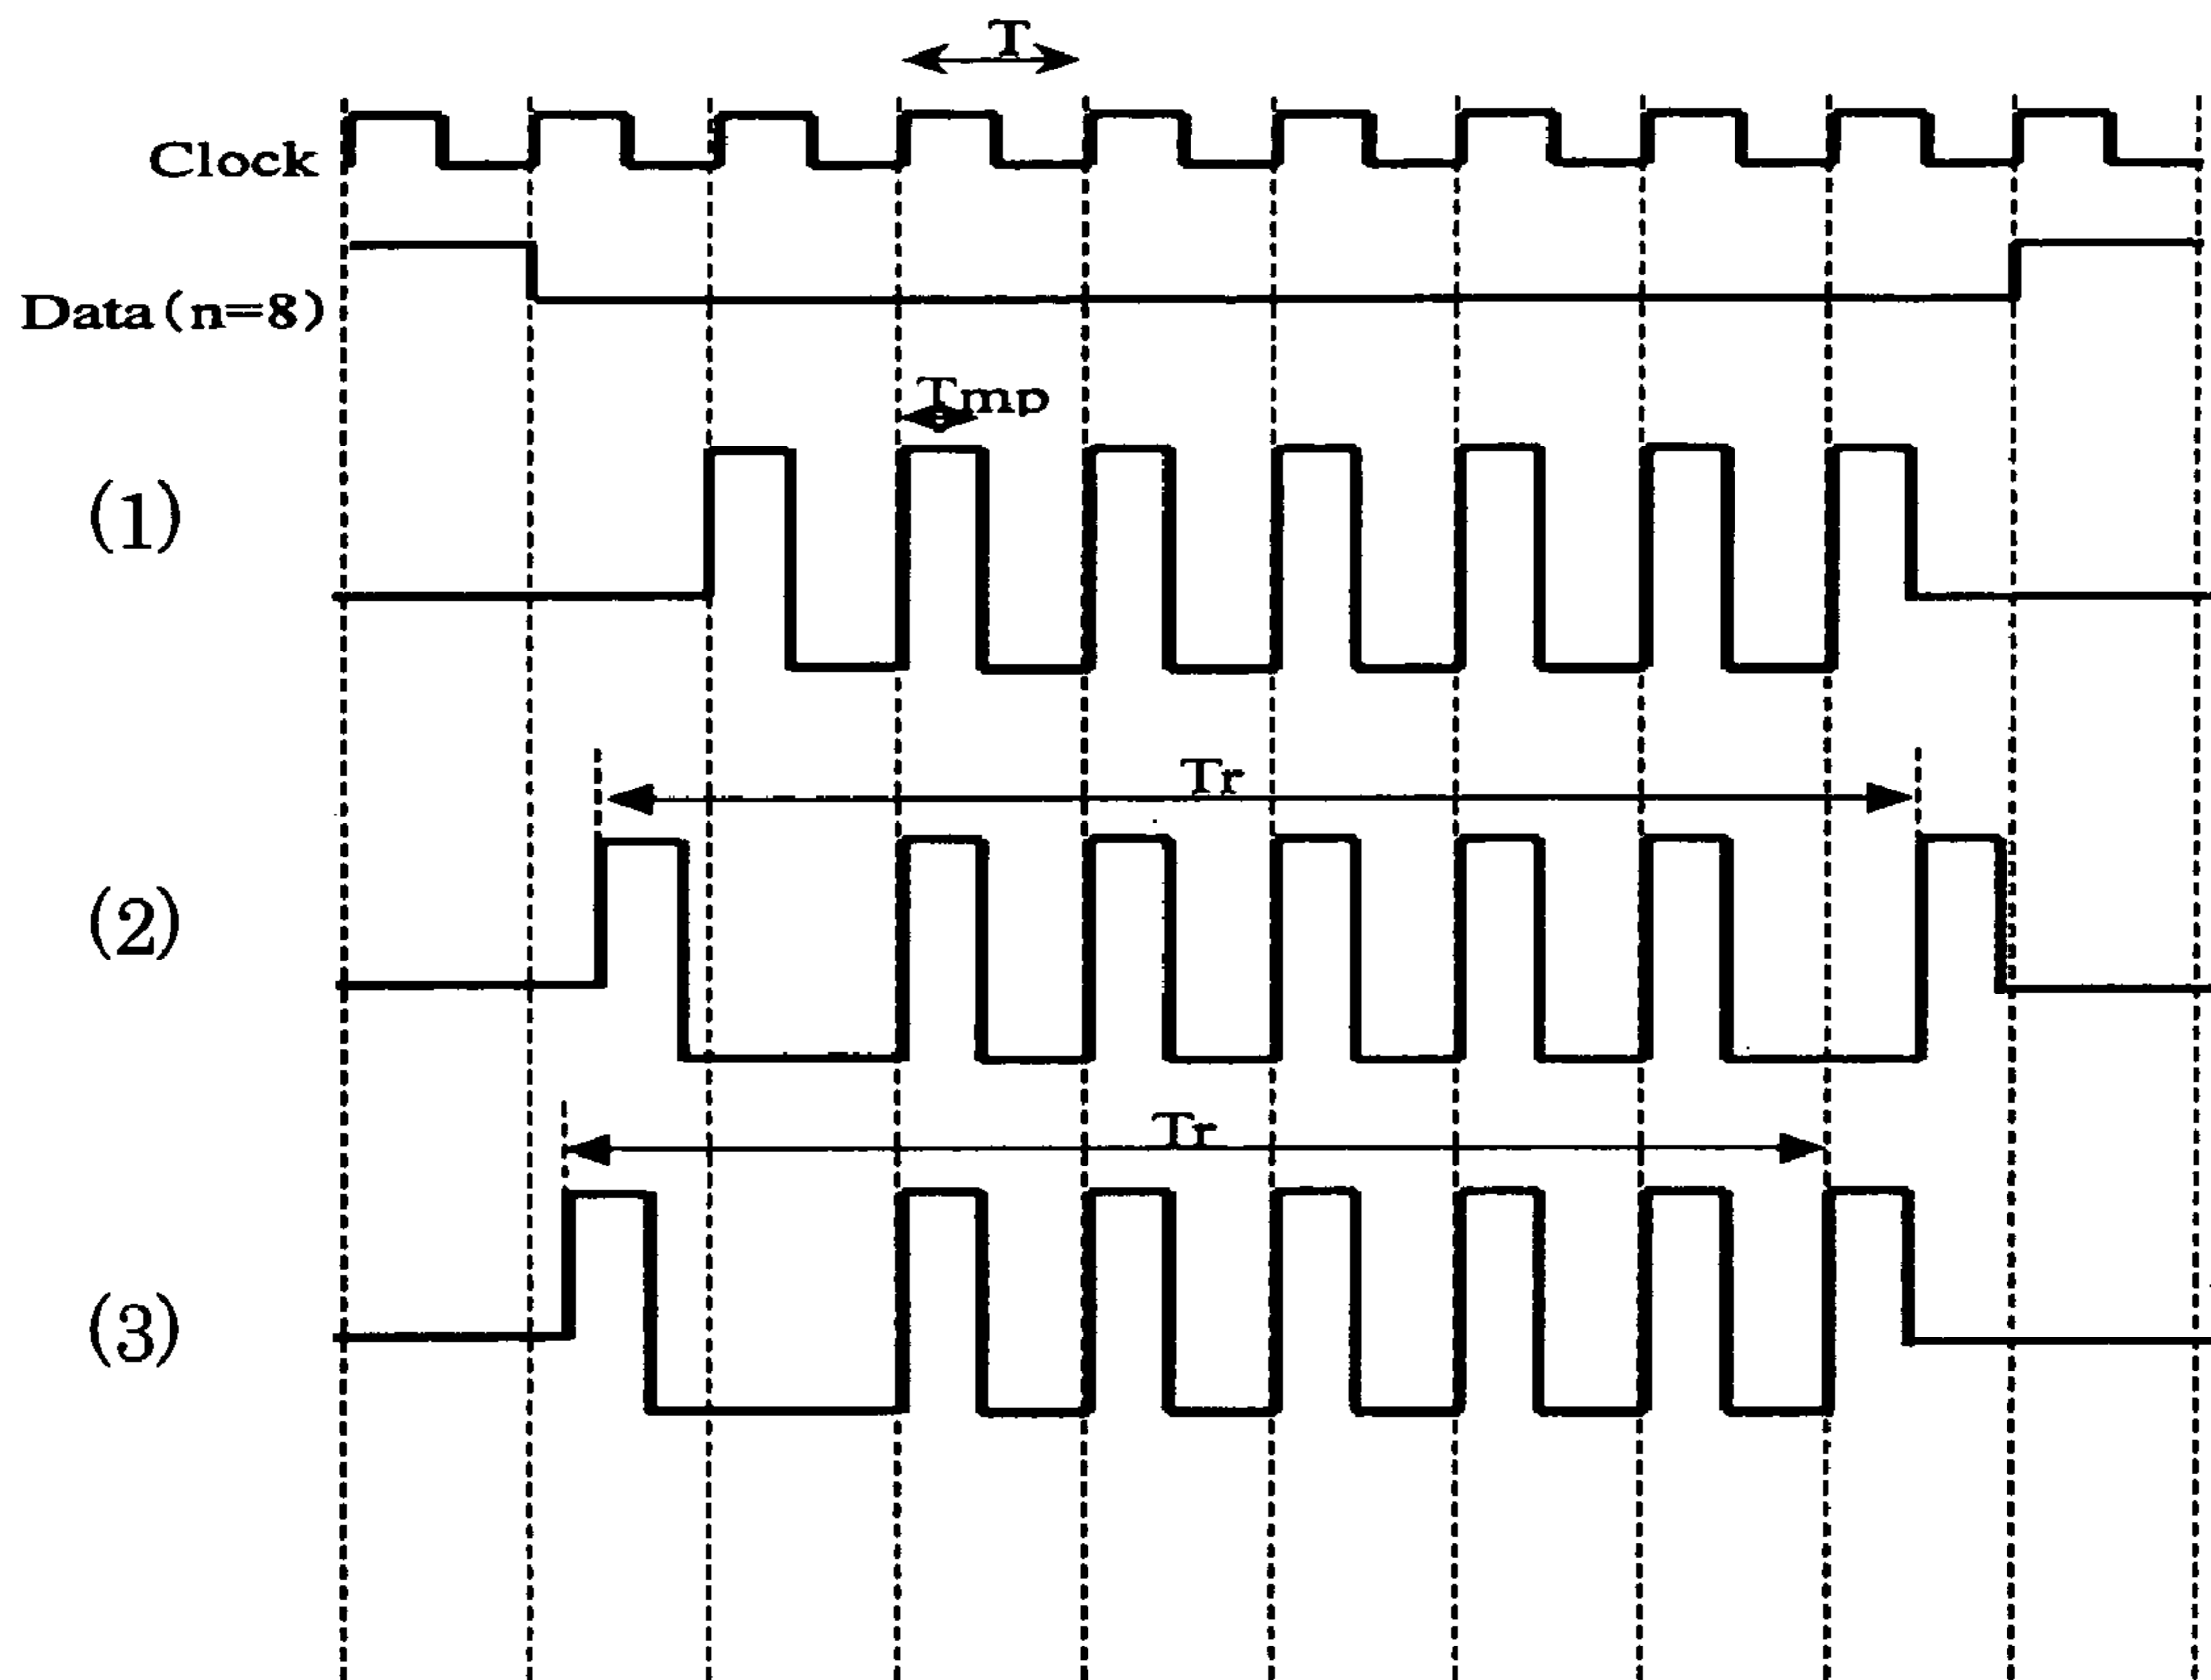 T
Clock
Data(n=8)
Tmp
(1)
Tr
(2)
Tr
(3)